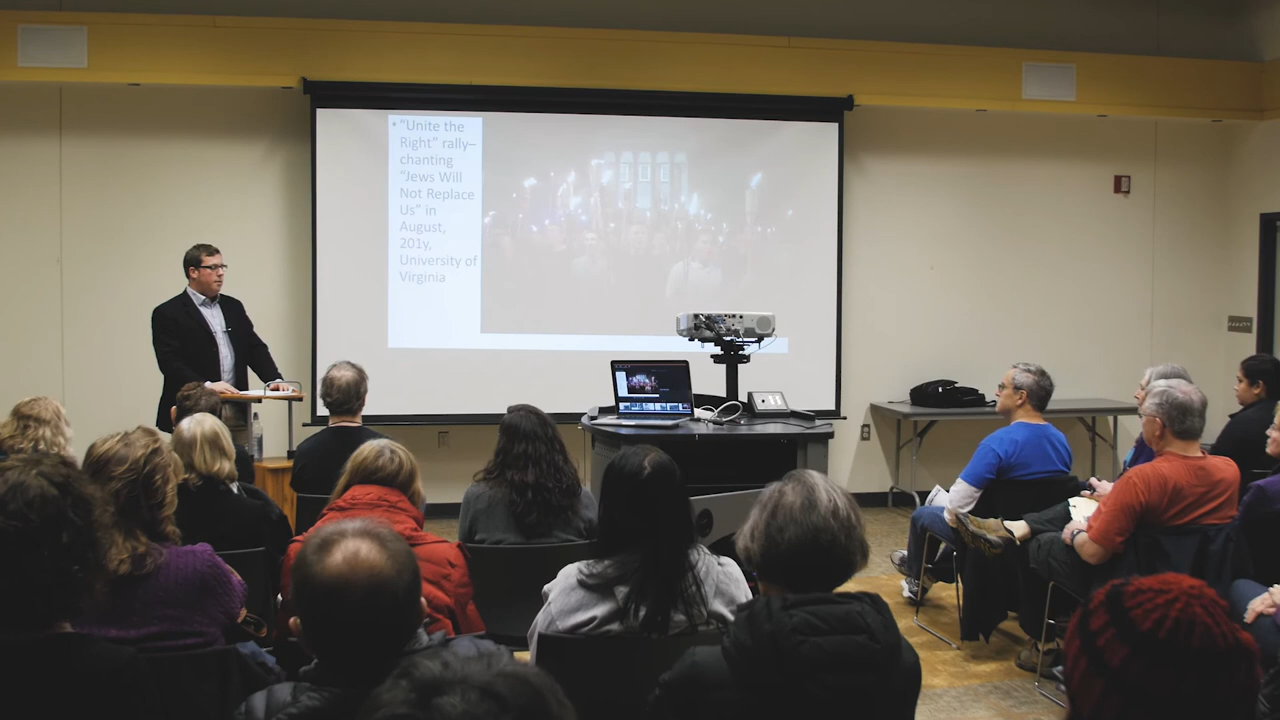 • "Unite the
Right" rally–
chanting
"Jews Will
Not Replace
Us" in
August,
201y,
University of
Virginia